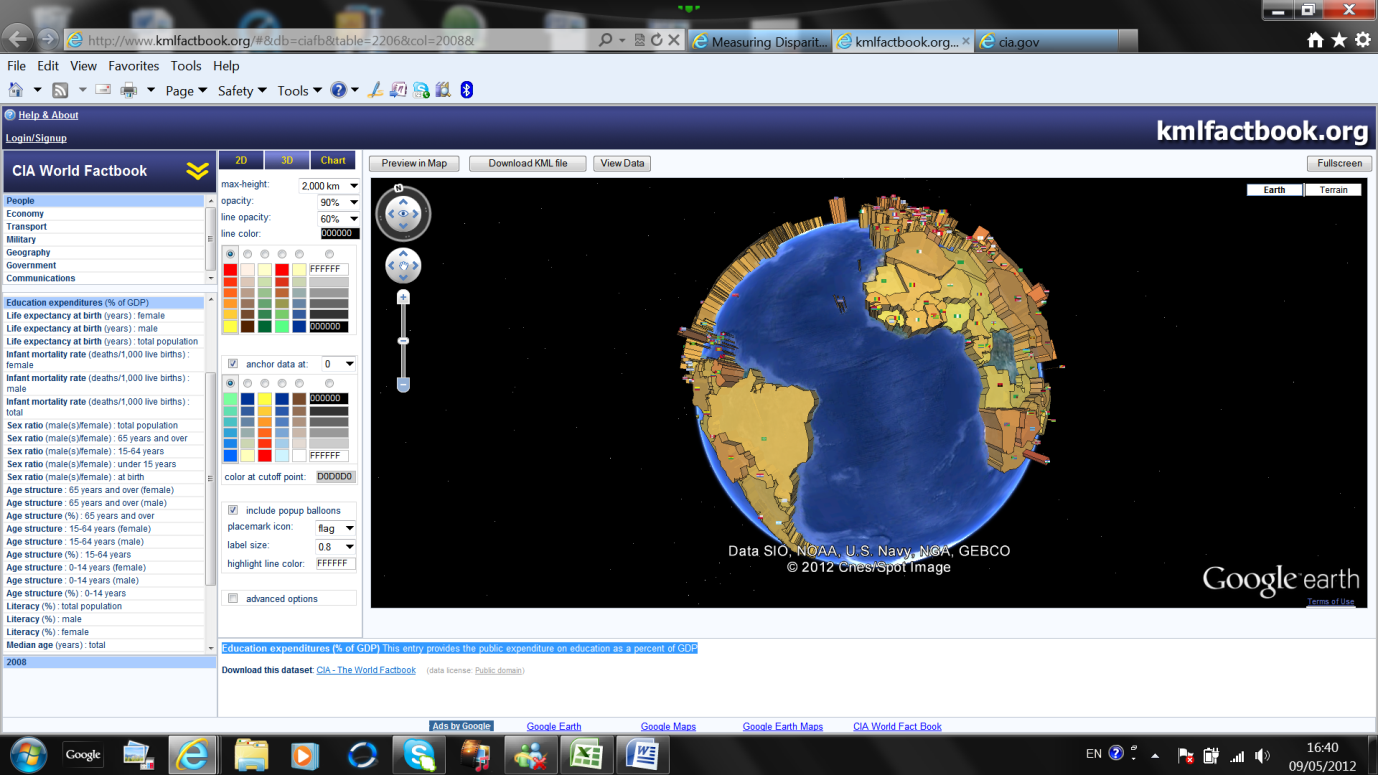 http://www.kmlfactbook.org/#&db=ciafb&table=2206&col=2008&
Measuring Disparit...
kmlfactbook.org...
cia.gov
File Edit View Favorites Tools Help
Page Safety Tools
Help & About
Login/Signup
kmlfactbook.org
CIA World Factbook
People
Economy
Transport
Military
Geography
Government
Communications
Education expenditures (% of GDP)
Life expectancy at birth (years) : female
Life expectancy at birth (years) : male
Life expectancy at birth (years) : total population
Infant mortality rate (deaths/1,000 live births) :
female
Infant mortality rate (deaths/1,000 live births) :
male
Infant mortality rate (deaths/1,000 live births) :
total
Sex ratio (male(s)/female) : total population
Sex ratio (male(s)/female) : 65 years and over
Sex ratio (male(s)/female) : 15-64 years
Sex ratio (male(s)/female) : under 15 years
Sex ratio (male(s)/female) : at birth
Age structure : 65 years and over (female)
Age structure : 65 years and over (male)
Age structure (%) : 65 years and over
Age structure : 15-64 years (female)
Age structure : 15-64 years (male)
Age structure (%) : 15-64 years
Age structure : 0-14 years (female)
Age structure : 0-14 years (male)
Age structure (%) : 0-14 years
Literacy (%) : total population
Literacy (%) : male
Literacy (%) : female
Median age (years) : total
2008
2D 3D Chart
max-height: 2,000 km
opacity: 90%
line opacity: 60%
line color: 000000
FFFFFF
000000
anchor data at: 0
000000
FFFFFF
color at cutoff point: D0D0D0
include popup balloons
placemark icon: flag
label size: 0.8
highlight line color: FFFFFF
advanced options
Preview in Map Download KML file View Data Fullscreen
Earth Terrain
N
Data SIO, NOAA, U.S. Navy, NGA, GEBCO
© 2012 Cnes/Spot Image
Google earth
Terms of Use
Education expenditures (% of GDP) This entry provides the public expenditure on education as a percent of GDP
Download this dataset: CIA - The World Factbook (data license: Public domain)
Ads by Google Google Earth Google Maps Google Earth Maps CIA World Fact Book
Google
EN
16:40
09/05/2012